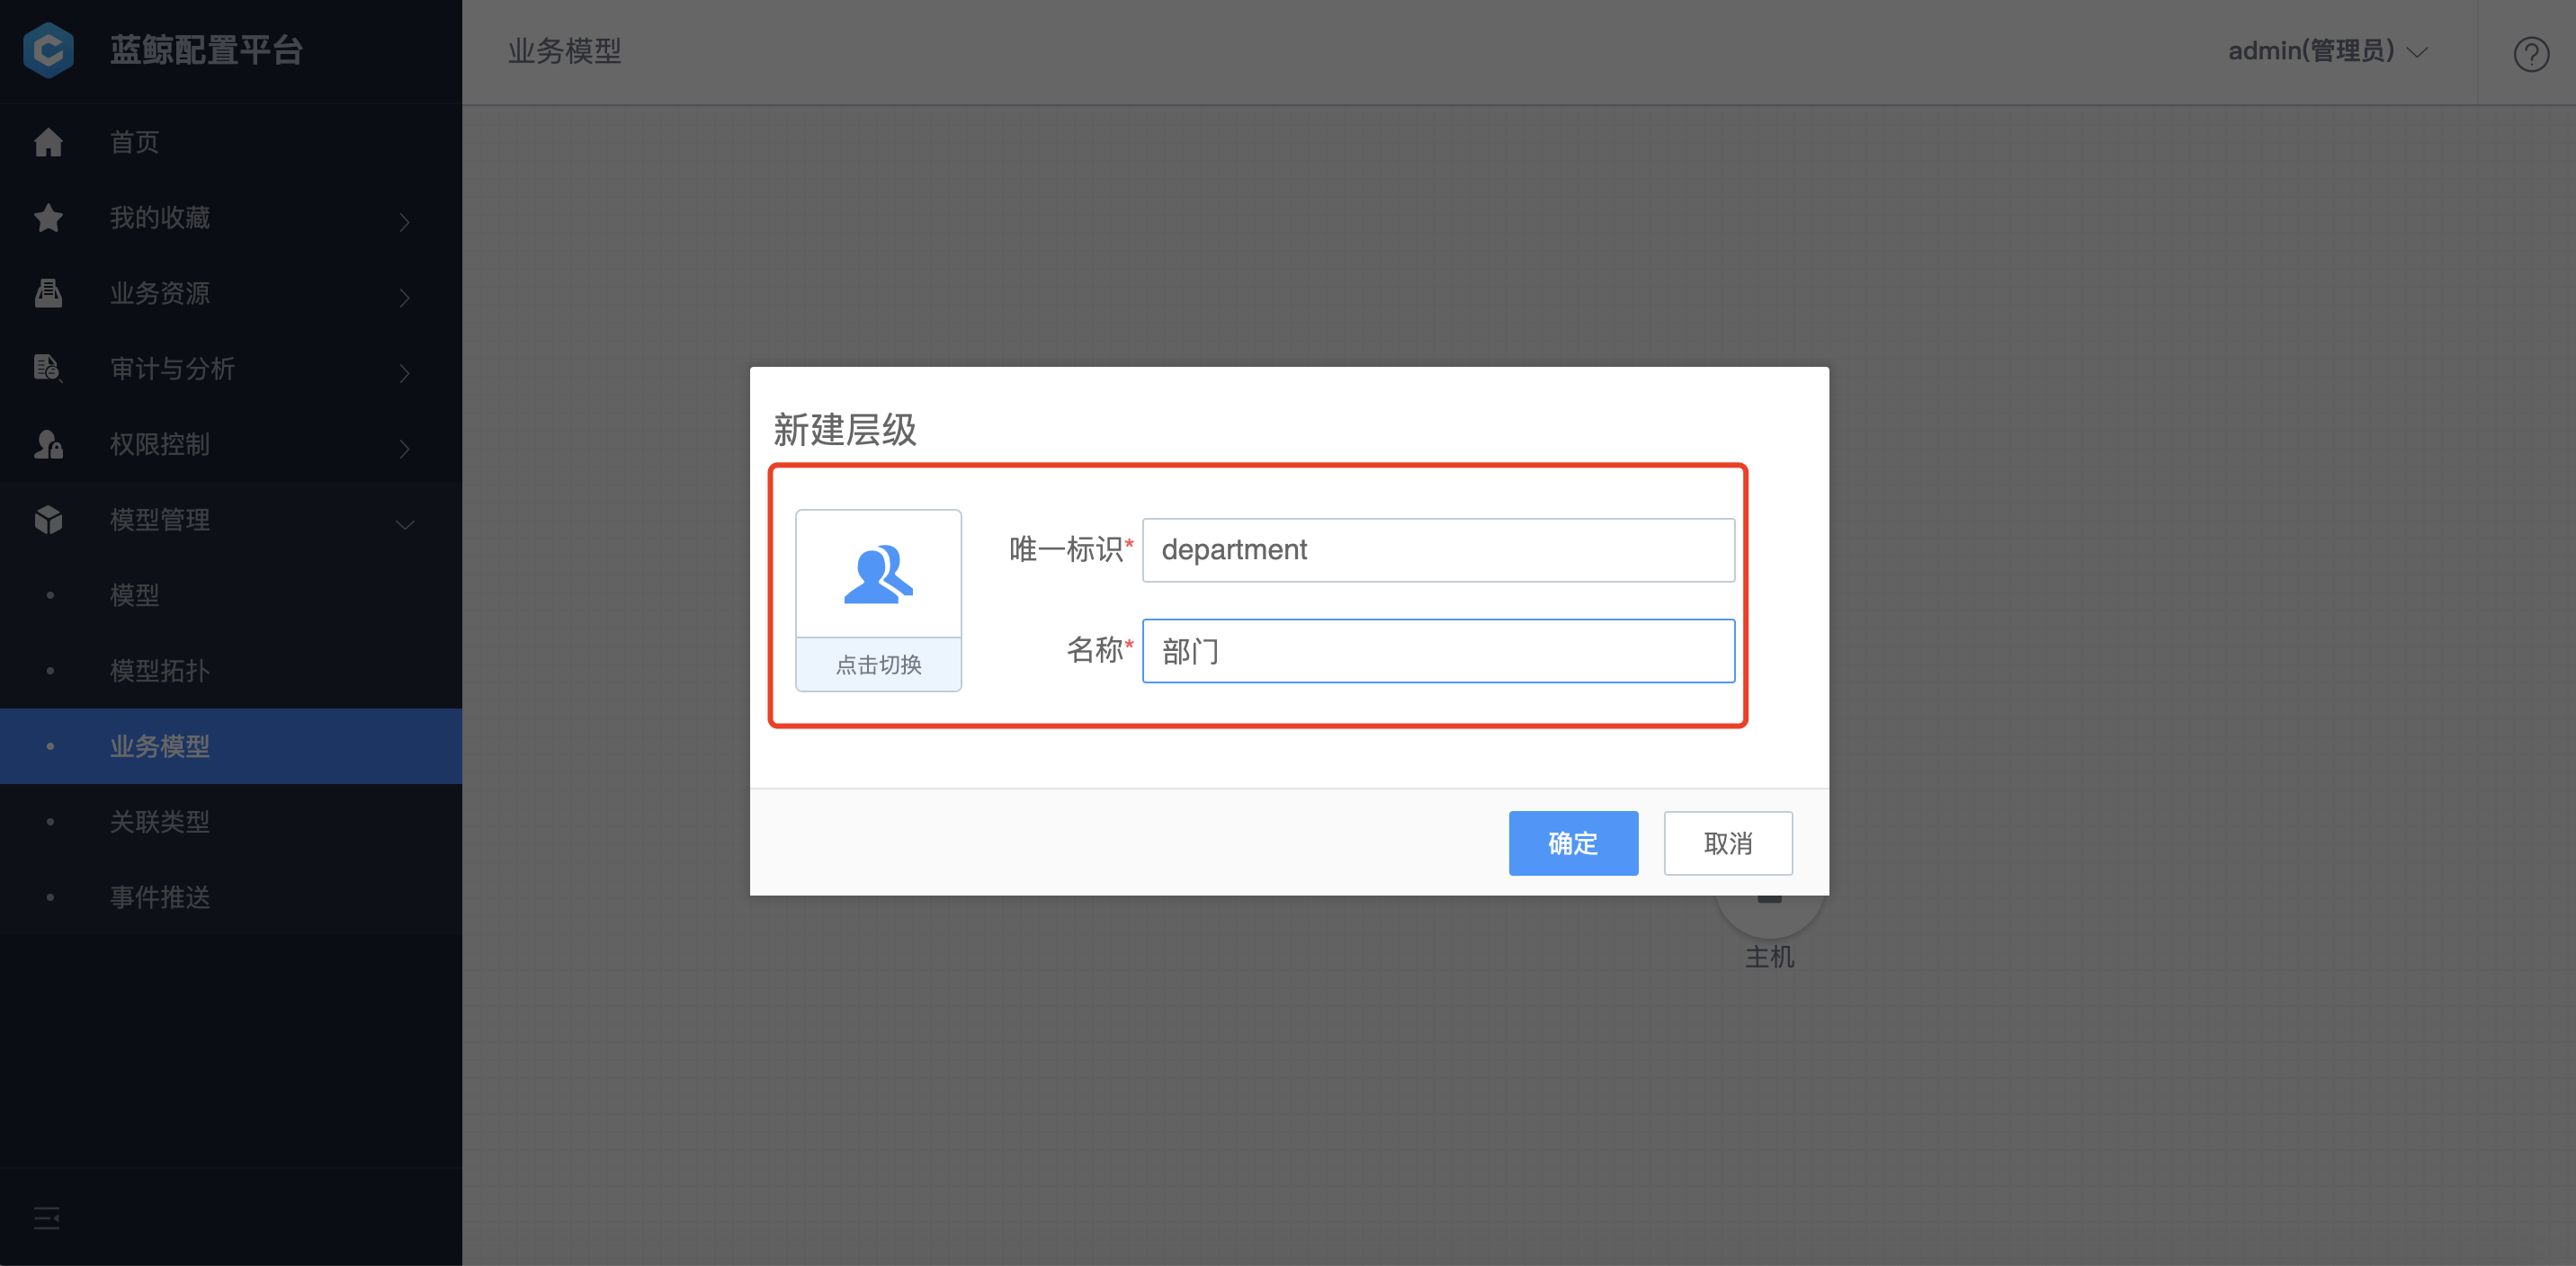 蓝鲸配置平台
业务模型
admin(管理员)
首页
我的收藏
业务资源
审计与分析
权限控制
模型管理
模型
模型拓扑
业务模型
关联类型
事件推送
新建层级
点击切换
唯一标识* department
名称* 部门
确定
取消
主机